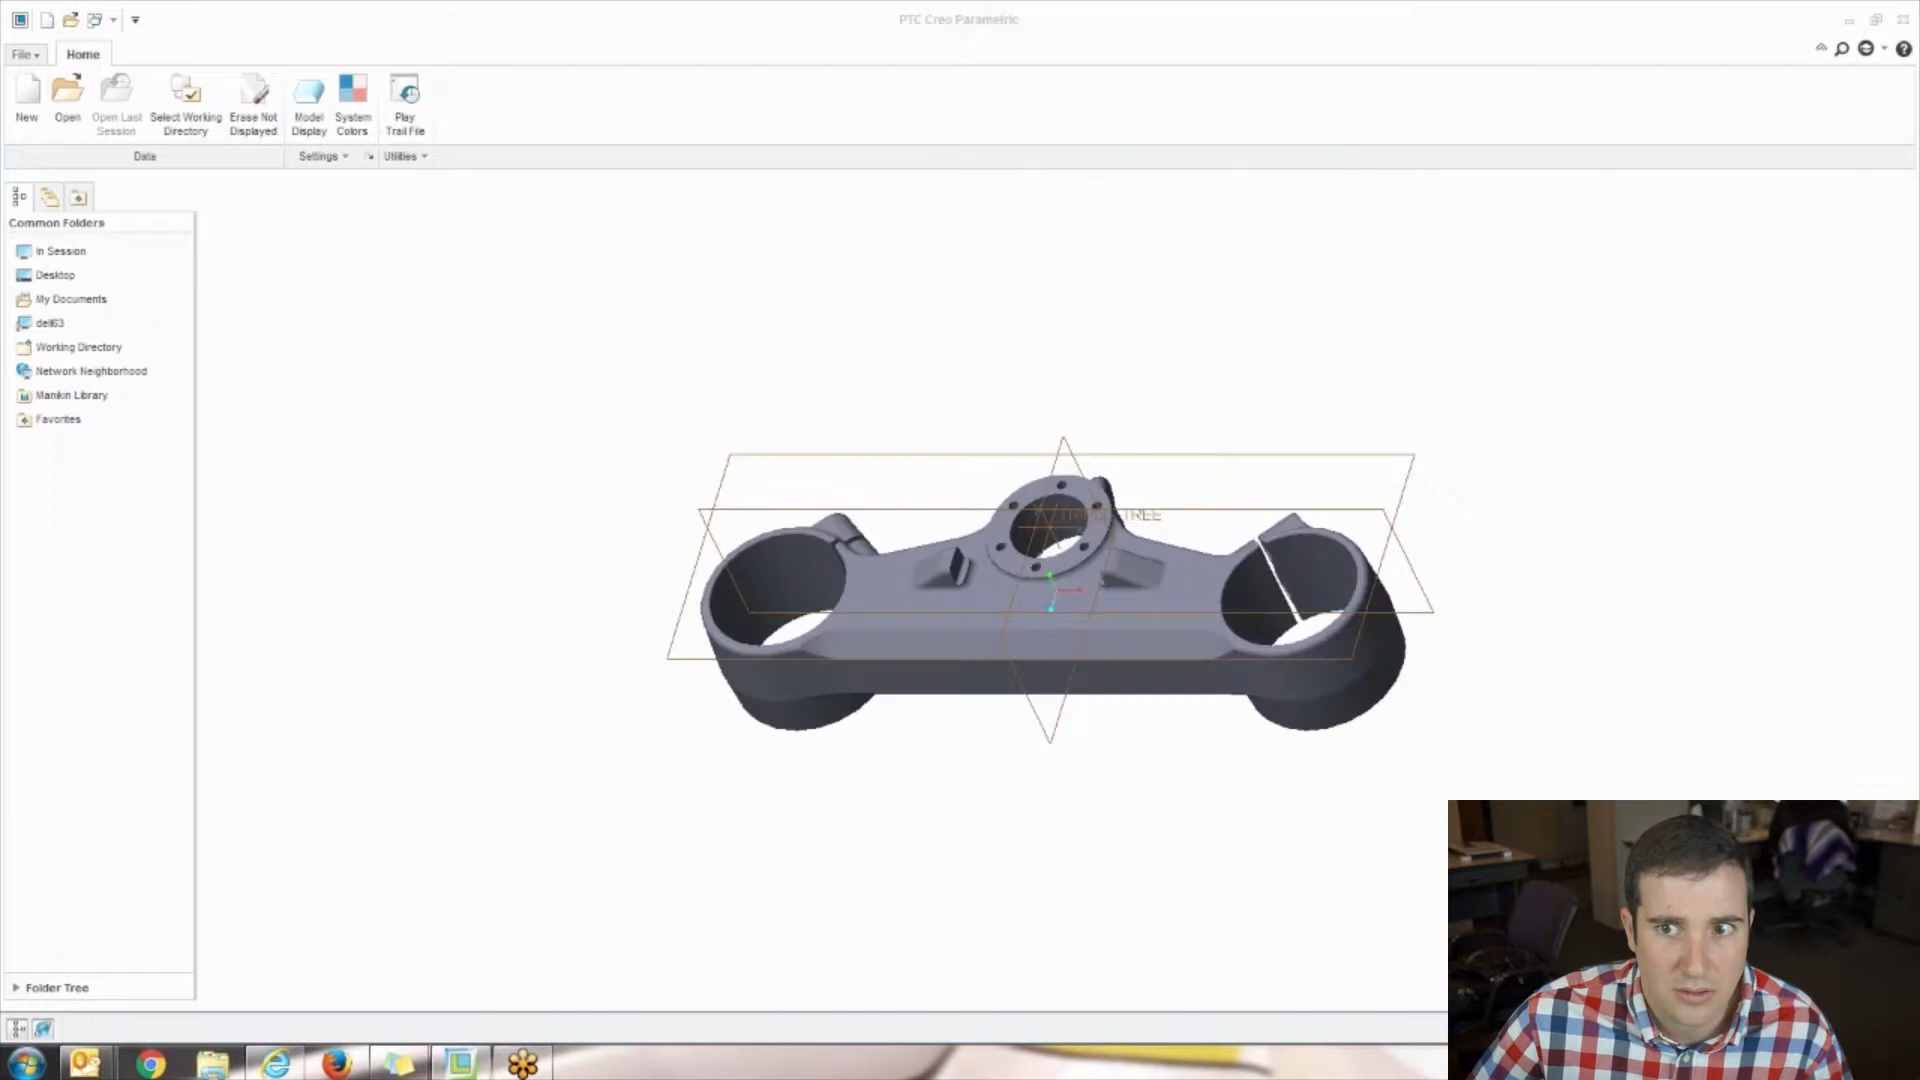 PTC Creo Parametric
File
Home
New
Open
Open Last Session
Select Working Directory
Erase Not Displayed
Model Display
System Colors
Play Trail File
Data
Settings
Utilities
Common Folders
In Session
Desktop
My Documents
dell63
Working Directory
Network Neighborhood
Manikin Library
Favorites
TREE
Folder Tree